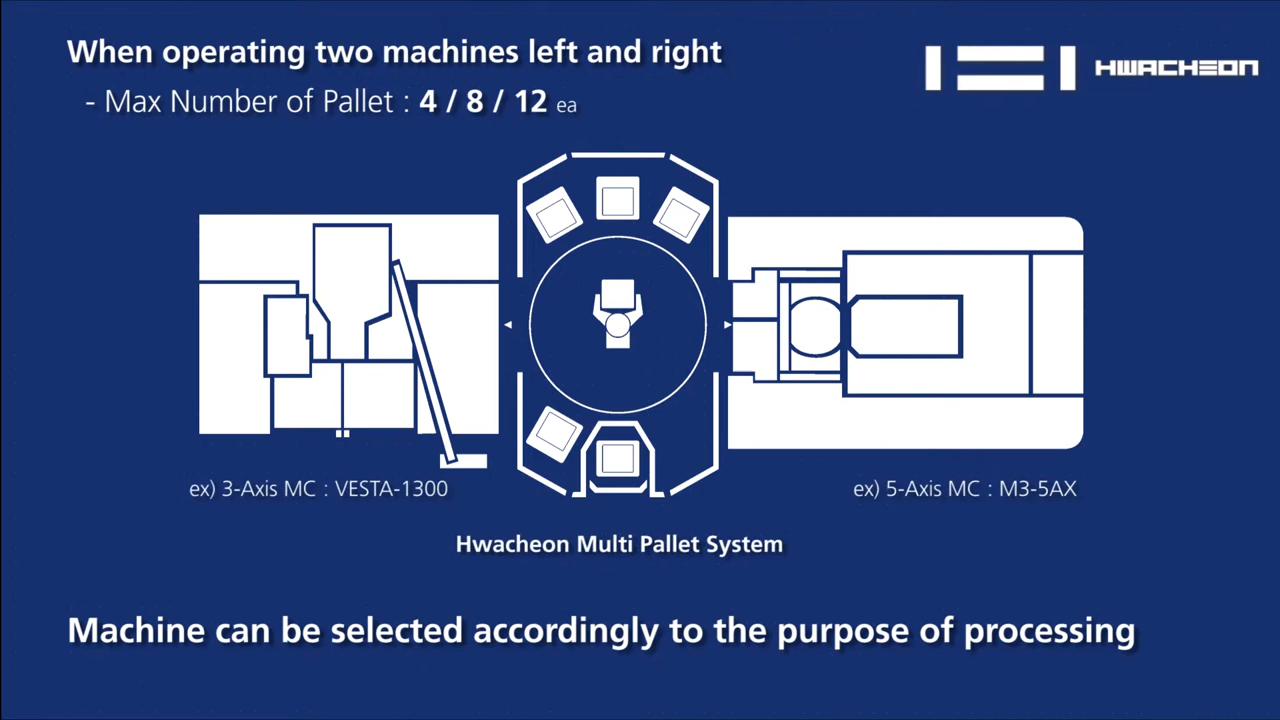 When operating two machines left and right
- Max Number of Pallet : 4 / 8 / 12 ea
HWACHEON
ex) 3-Axis MC : VESTA-1300
ex) 5-Axis MC : M3-5AX
Hwacheon Multi Pallet System
Machine can be selected accordingly to the purpose of processing